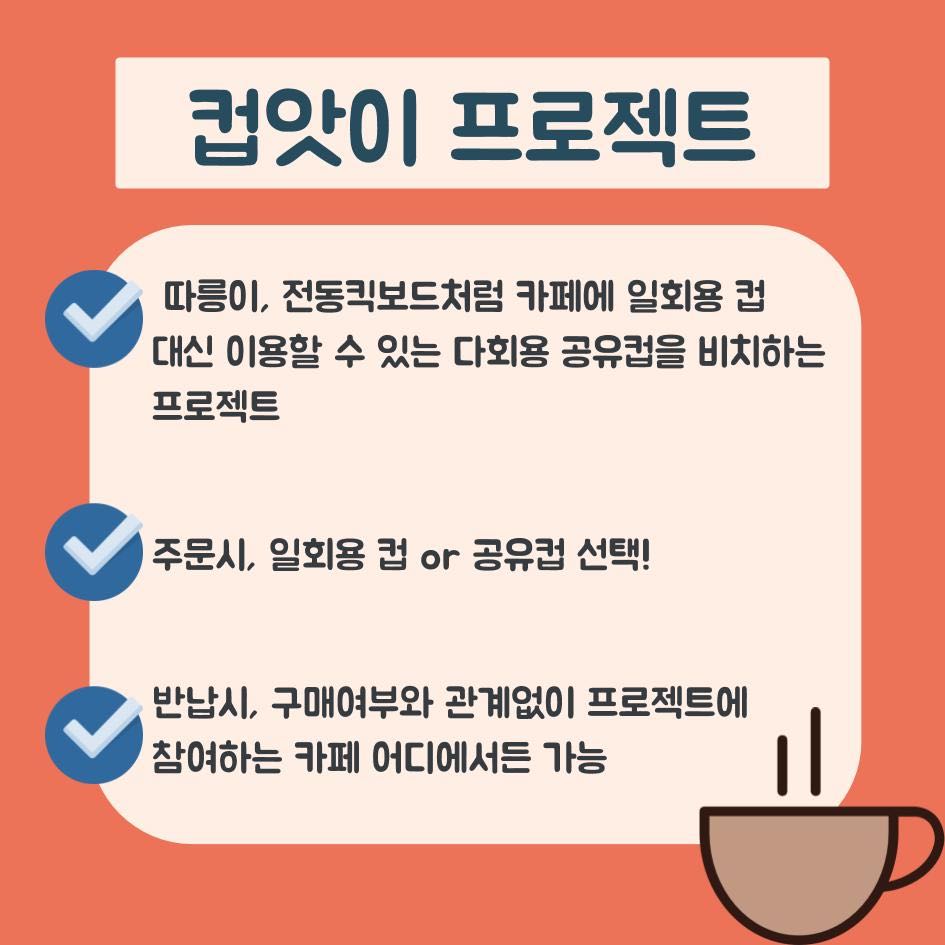 컵앗이 프로젝트
따릉이, 전동킥보드처럼 카페에 일회용 컵
대신 이용할 수 있는 다회용 공유컵을 비치하는
프로젝트
주문시, 일회용 컵 or 공유컵 선택!
반납시, 구매여부와 관계없이 프로젝트에
참여하는 카페 어디에서든 가능